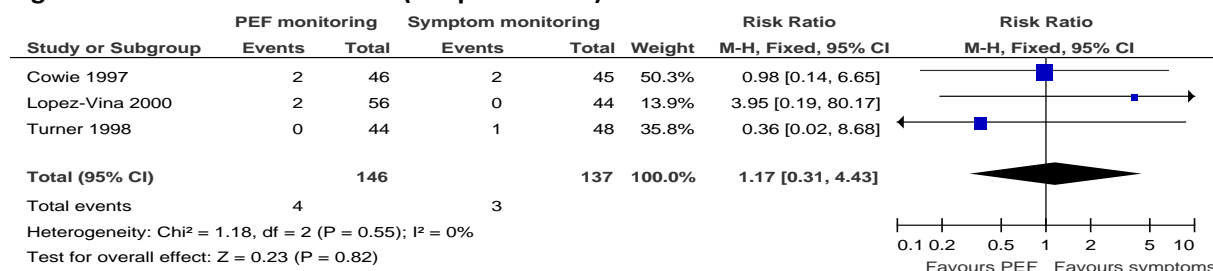 PEF monitoring Symptom monitoring Risk Ratio Risk Ratio
Study or Subgroup Events Total Events Total Weight M-H, Fixed, 95% CI M-H, Fixed, 95% CI
Cowie 1997 2 46 2 45 50.3% 0.98 [0.14, 6.65]
Lopez-Vina 2000 2 56 0 44 13.9% 3.95 [0.19, 80.17]
Turner 1998 0 44 1 48 35.8% 0.36 [0.02, 8.68]
Total (95% CI) 146 137 100.0% 1.17 [0.31, 4.43]
Total events 4 3
Heterogeneity: Chi² = 1.18, df = 2 (P = 0.55); I² = 0%
Test for overall effect: Z = 0.23 (P = 0.82)
0.1 0.2 0.5 1 2 5 10
Favours PEF Favours symptoms